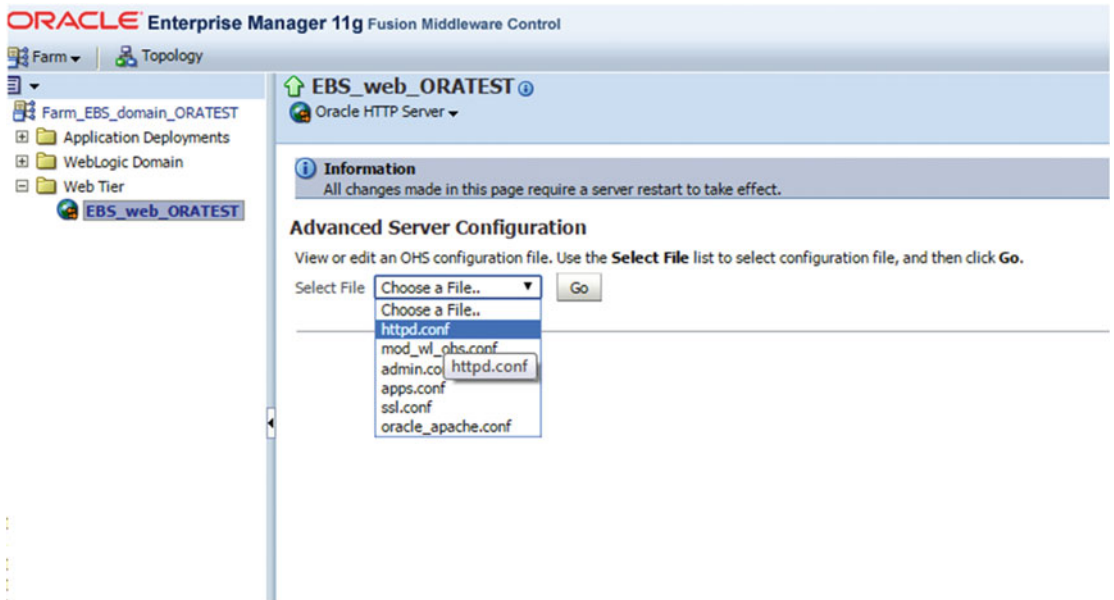 ORACLE Enterprise Manager 11g Fusion Middleware Control
Farm Topology
EBS_web_ORATEST
Oracle HTTP Server
Farm_EBS_domain_ORATEST
Application Deployments
WebLogic Domain
Web Tier
EBS_web_ORATEST
Information
All changes made in this page require a server restart to take effect.
Advanced Server Configuration
View or edit an OHS configuration file. Use the Select File list to select configuration file, and then click Go.
Select File Choose a File.. Go
Choose a File..
httpd.conf
mod_wl_ohs.conf
httpd.conf
apps.conf
ssl.conf
oracle_apache.conf